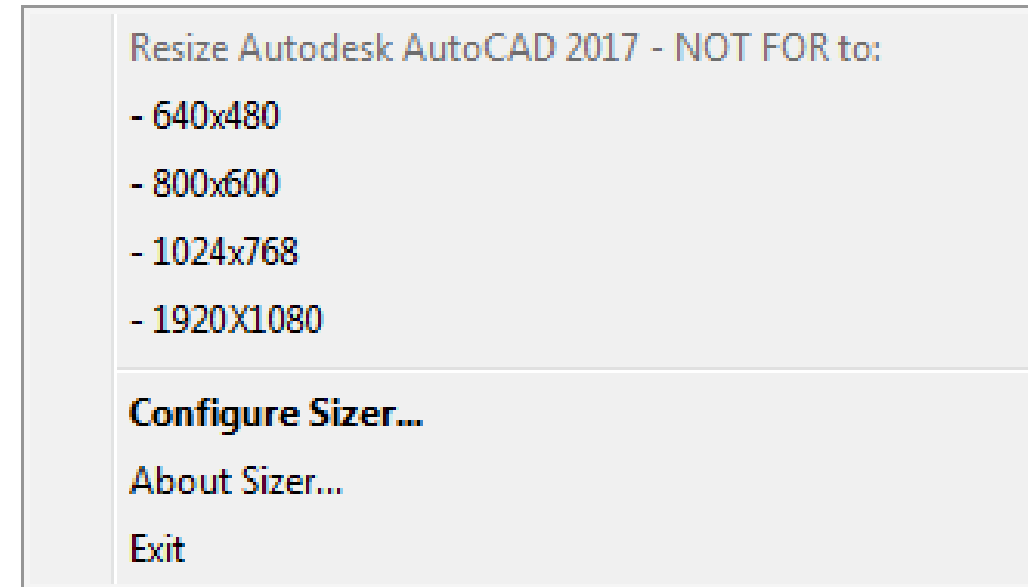 Resize Autodesk AutoCAD 2017 - NOT FOR to:
- 640x480
- 800x600
- 1024x768
- 1920X1080
Configure Sizer...
About Sizer...
Exit